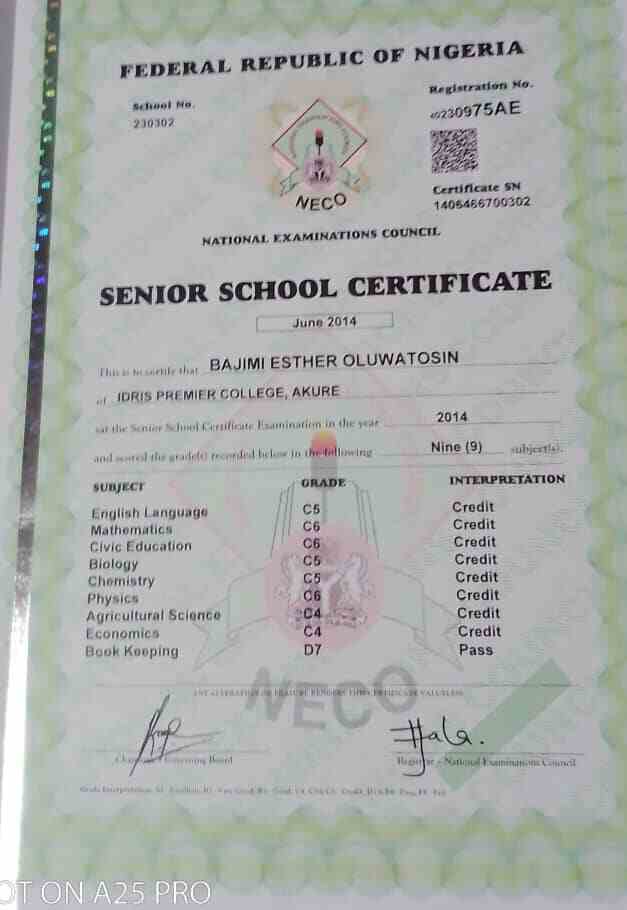 FEDERAL REPUBLIC OF NIGERIA
School No.
230302
Registration No.
230975AE
NECO
Certificate SN
1406466700302
NATIONAL EXAMINATIONS COUNCIL
SENIOR SCHOOL CERTIFICATE
June 2014
This is to certify that BAJIMI ESTHER OLUWATOSIN
of IDRIS PREMIER COLLEGE, AKURE
sat the Senior School Certificate Examination in the year 2014
and scored the grade(s) recorded below in the following Nine (9) subject(s).
SUBJECT GRADE INTERPRETATION
English Language C5 Credit
Mathematics C6 Credit
Civic Education C6 Credit
Biology C5 Credit
Chemistry C5 Credit
Physics C6 Credit
Agricultural Science C4 Credit
Economics C4 Credit
Book Keeping D7 Pass
ANY ALTERATION OR ERASURE RENDERS THIS CERTIFICATE VALUELESS
NECO
Governing Board
Registrar - National Examinations Council
Grade Interpretation:
OT ON A25 PRO